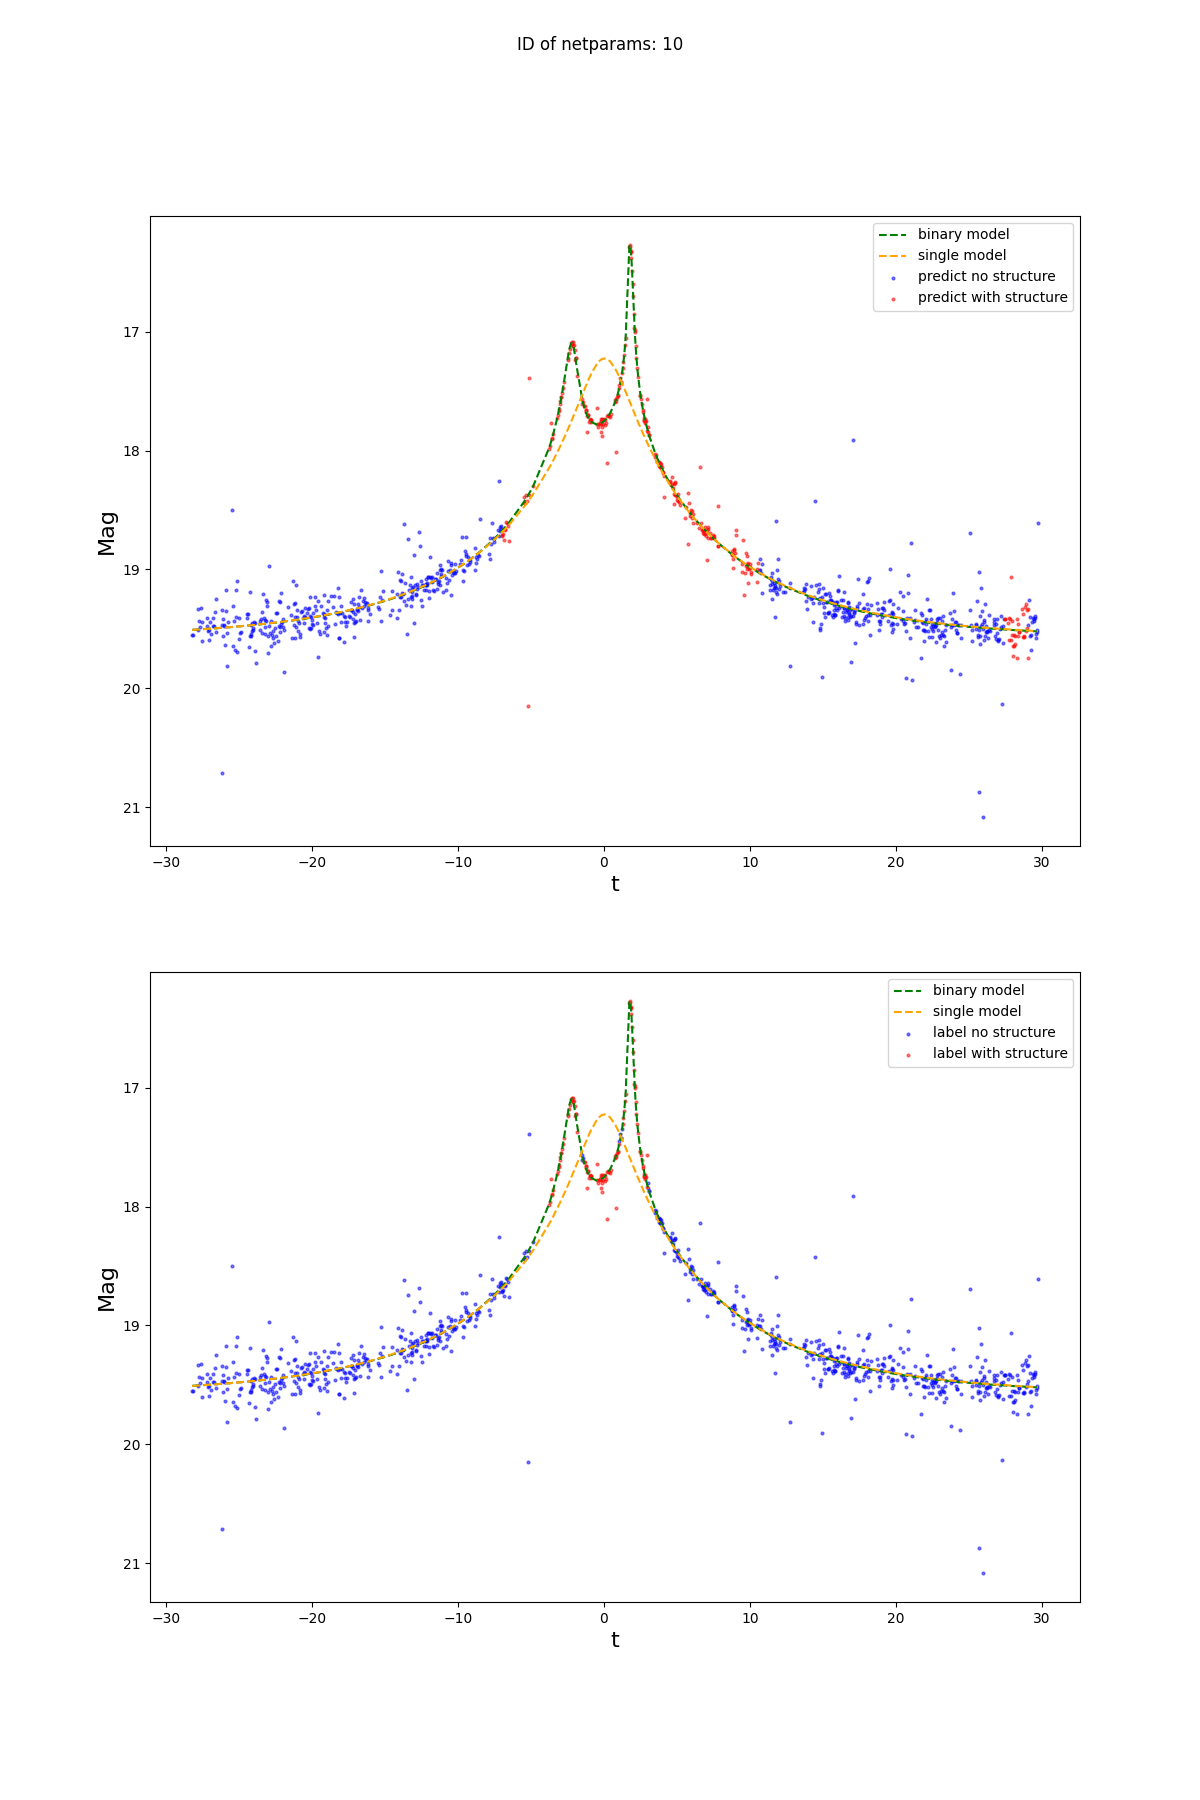 ID of netparams: 10
binary model
single model
predict no structure
predict with structure
Mag
17
18
19
20
21
−30 −20 −10 0 10 20 30
t
binary model
single model
label no structure
label with structure
Mag
17
18
19
20
21
−30 −20 −10 0 10 20 30
t